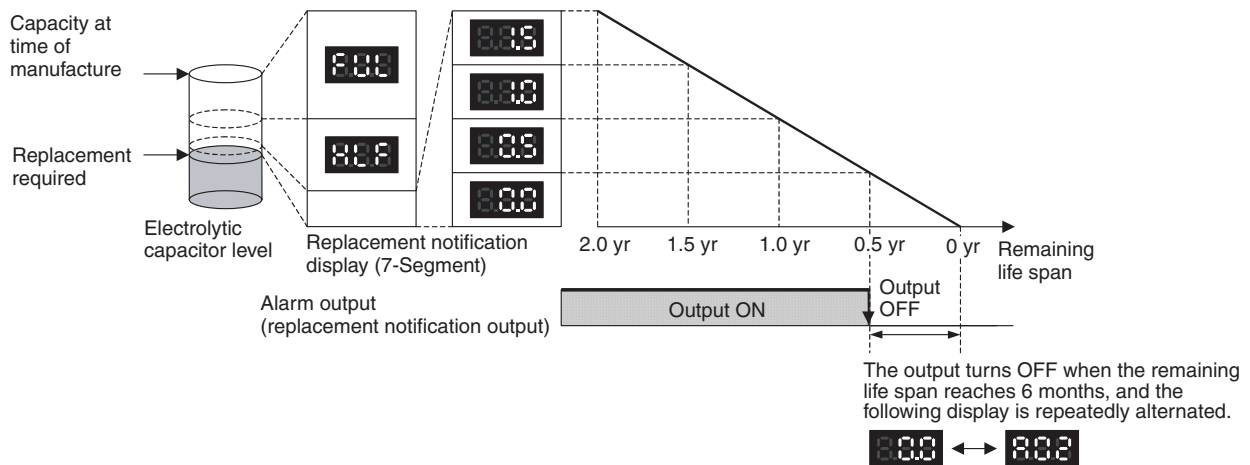 Capacity at
time of
manufacture
Replacement
required
Electrolytic
capacitor level
FUL
HLF
Replacement notification
display (7-Segment)
1.5
1.0
0.5
0.0
2.0 yr
1.5 yr
1.0 yr
0.5 yr
0 yr
Remaining
life span
Alarm output
(replacement notification output)
Output ON
Output
OFF
The output turns OFF when the remaining
life span reaches 6 months, and the
following display is repeatedly alternated.
0.0
A02